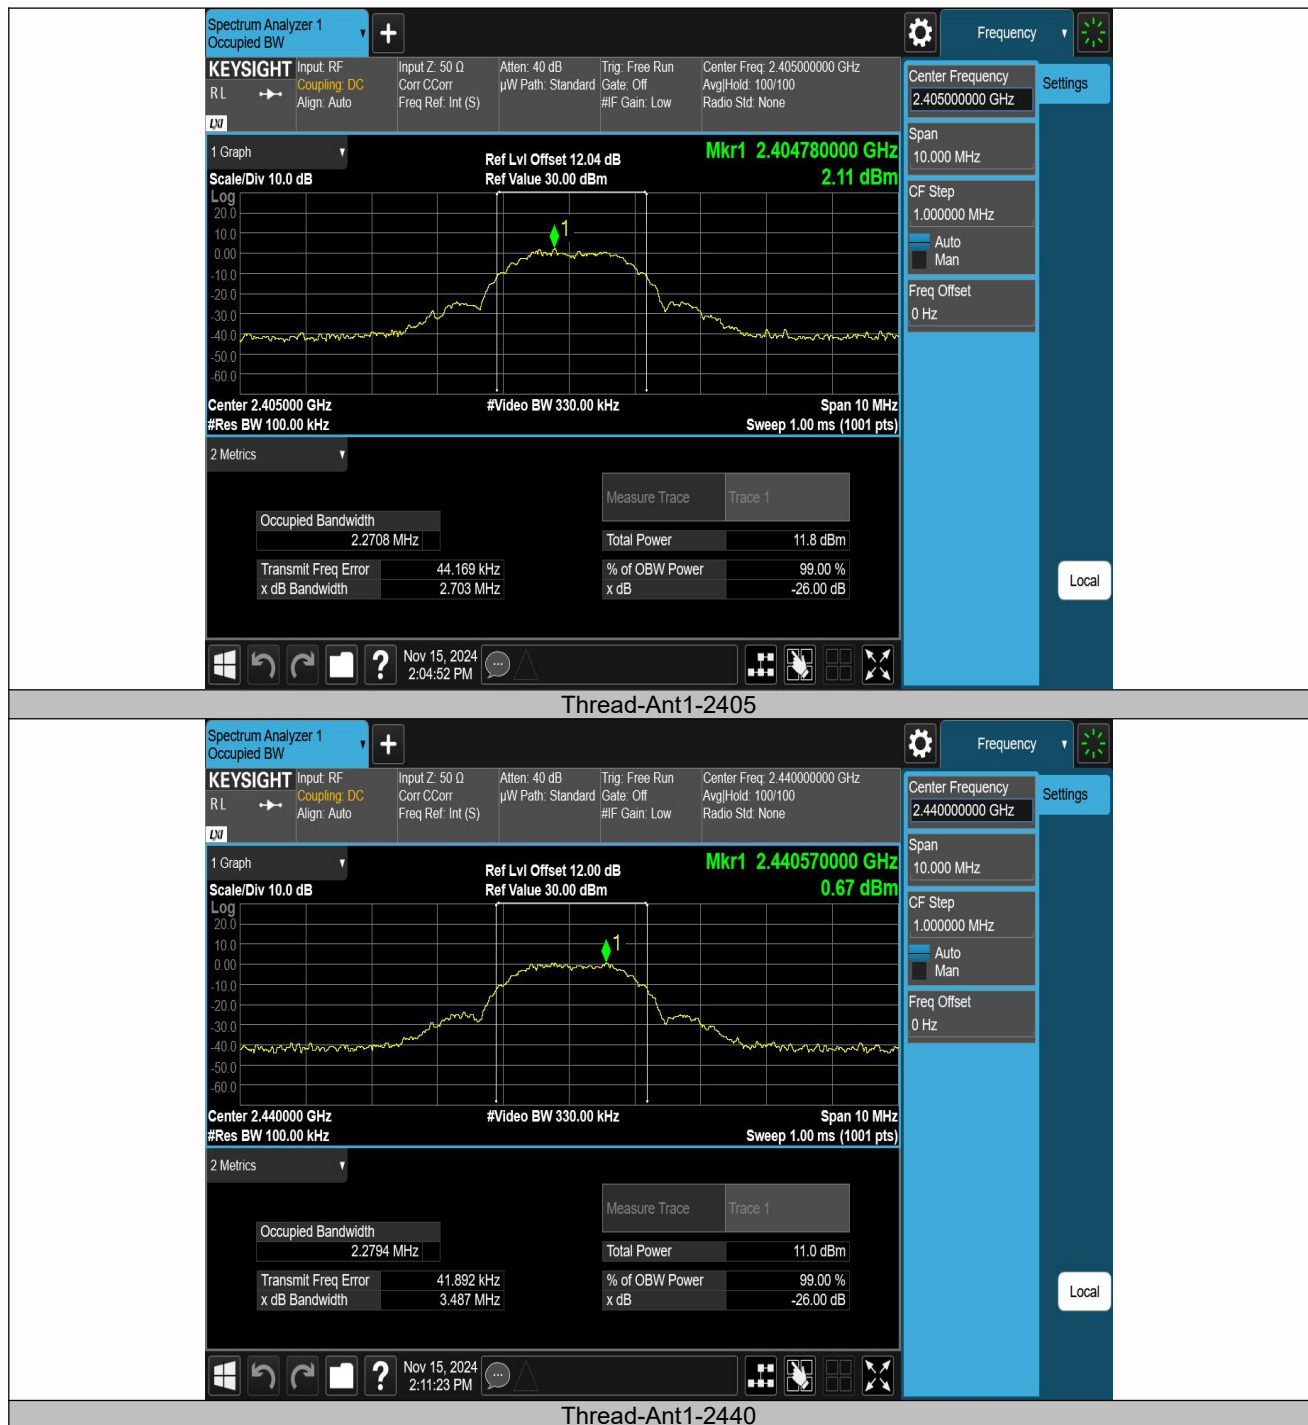 Spectrum Analyzer 1
Occupied BW
Frequency
KEYSIGHT
RL
LXI
Input: RF
Coupling: DC
Align: Auto
Input Z: 50 Ω
Corr CCorr
Freq Ref: Int (S)
Atten: 40 dB
µW Path: Standard
Trig: Free Run
Gate: Off
#IF Gain: Low
Center Freq: 2.405000000 GHz
Avg|Hold: 100/100
Radio Std: None
Center Frequency
2.405000000 GHz
Settings
Span
10.000 MHz
CF Step
1.000000 MHz
Auto
Man
Freq Offset
0 Hz
Local
1 Graph
Scale/Div 10.0 dB
Ref Lvl Offset 12.04 dB
Ref Value 30.00 dBm
Mkr1 2.404780000 GHz
2.11 dBm
Log
20.0
10.0
0.00
-10.0
-20.0
-30.0
-40.0
-50.0
-60.0
1
Center 2.405000 GHz
#Video BW 330.00 kHz
Span 10 MHz
#Res BW 100.00 kHz
Sweep 1.00 ms (1001 pts)
2 Metrics
Measure Trace Trace 1
Occupied Bandwidth
2.2708 MHz
Total Power 11.8 dBm
Transmit Freq Error 44.169 kHz
% of OBW Power 99.00 %
x dB Bandwidth 2.703 MHz
x dB -26.00 dB
?
Nov 15, 2024
2:04:52 PM
Thread-Ant1-2405
Spectrum Analyzer 1
Occupied BW
Frequency
KEYSIGHT
RL
LXI
Input: RF
Coupling: DC
Align: Auto
Input Z: 50 Ω
Corr CCorr
Freq Ref: Int (S)
Atten: 40 dB
µW Path: Standard
Trig: Free Run
Gate: Off
#IF Gain: Low
Center Freq: 2.440000000 GHz
Avg|Hold: 100/100
Radio Std: None
Center Frequency
2.440000000 GHz
Settings
Span
10.000 MHz
CF Step
1.000000 MHz
Auto
Man
Freq Offset
0 Hz
Local
1 Graph
Scale/Div 10.0 dB
Ref Lvl Offset 12.00 dB
Ref Value 30.00 dBm
Mkr1 2.440570000 GHz
0.67 dBm
Log
20.0
10.0
0.00
-10.0
-20.0
-30.0
-40.0
-50.0
-60.0
1
Center 2.440000 GHz
#Video BW 330.00 kHz
Span 10 MHz
#Res BW 100.00 kHz
Sweep 1.00 ms (1001 pts)
2 Metrics
Measure Trace Trace 1
Occupied Bandwidth
2.2794 MHz
Total Power 11.0 dBm
Transmit Freq Error 41.892 kHz
% of OBW Power 99.00 %
x dB Bandwidth 3.487 MHz
x dB -26.00 dB
?
Nov 15, 2024
2:11:23 PM
Thread-Ant1-2440